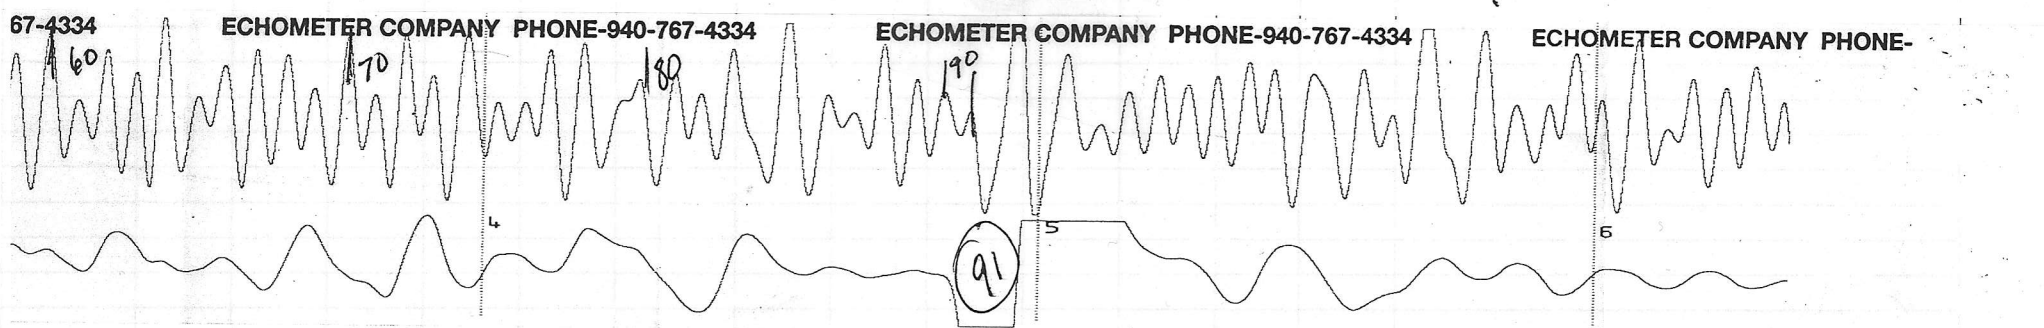 67-4334 ECHOMETER COMPANY PHONE-940-767-4334 ECHOMETER COMPANY PHONE-940-767-4334 ECHOMETER COMPANY PHONE-
60 70 80 90
4 5 6
91